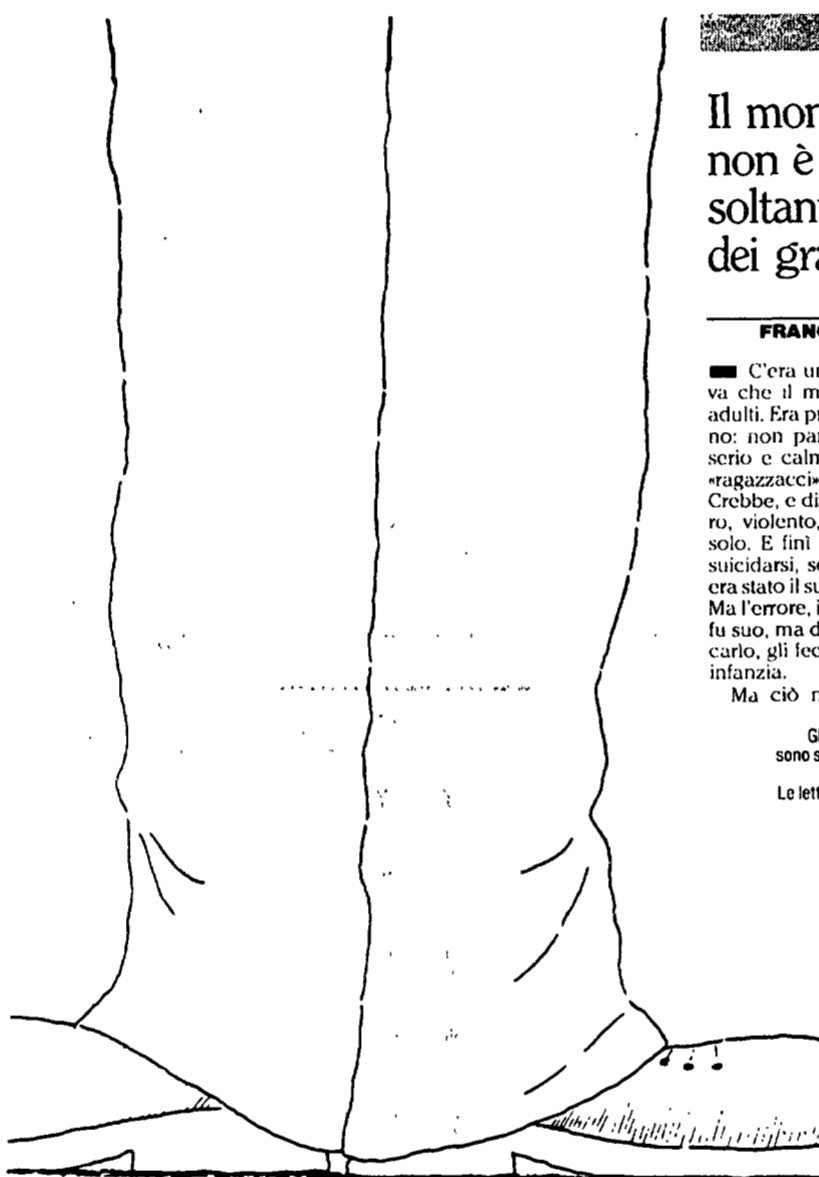 Il mon
non è
soltant
dei gra
FRANC
C'era un
va che il m
adulti. Era pr
no: non par
serio e calm
«ragazzacci»
Crebbe, e di
ro, violento,
solo. E finì
suicidarsi, s
era stato il su
Ma l'errore, i
fu suo, ma d
carlo, gli fec
infanzia.
Ma ciò n
Gl
sono s
Le lett